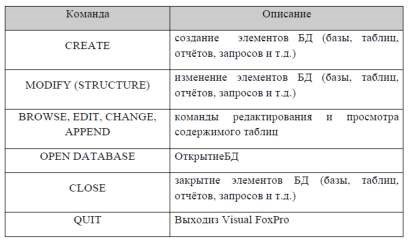 Команда Описание
CREATE
создание элементов БД (базы, таблиц,
отчётов, запросов и т.д.)
MODIFY (STRUCTURE)
изменение элементов БД (базы, таблиц,
отчётов, запросов и т.д.)
BROWSE, EDIT, CHANGE,
APPEND
команды редактирования и просмотра
содержимого таблиц
OPEN DATABASE ОткрытиеБД
CLOSE
закрытие элементов БД (базы, таблиц,
отчётов, запросов и т.д.)
QUIT Выходиз Visual FoxPro